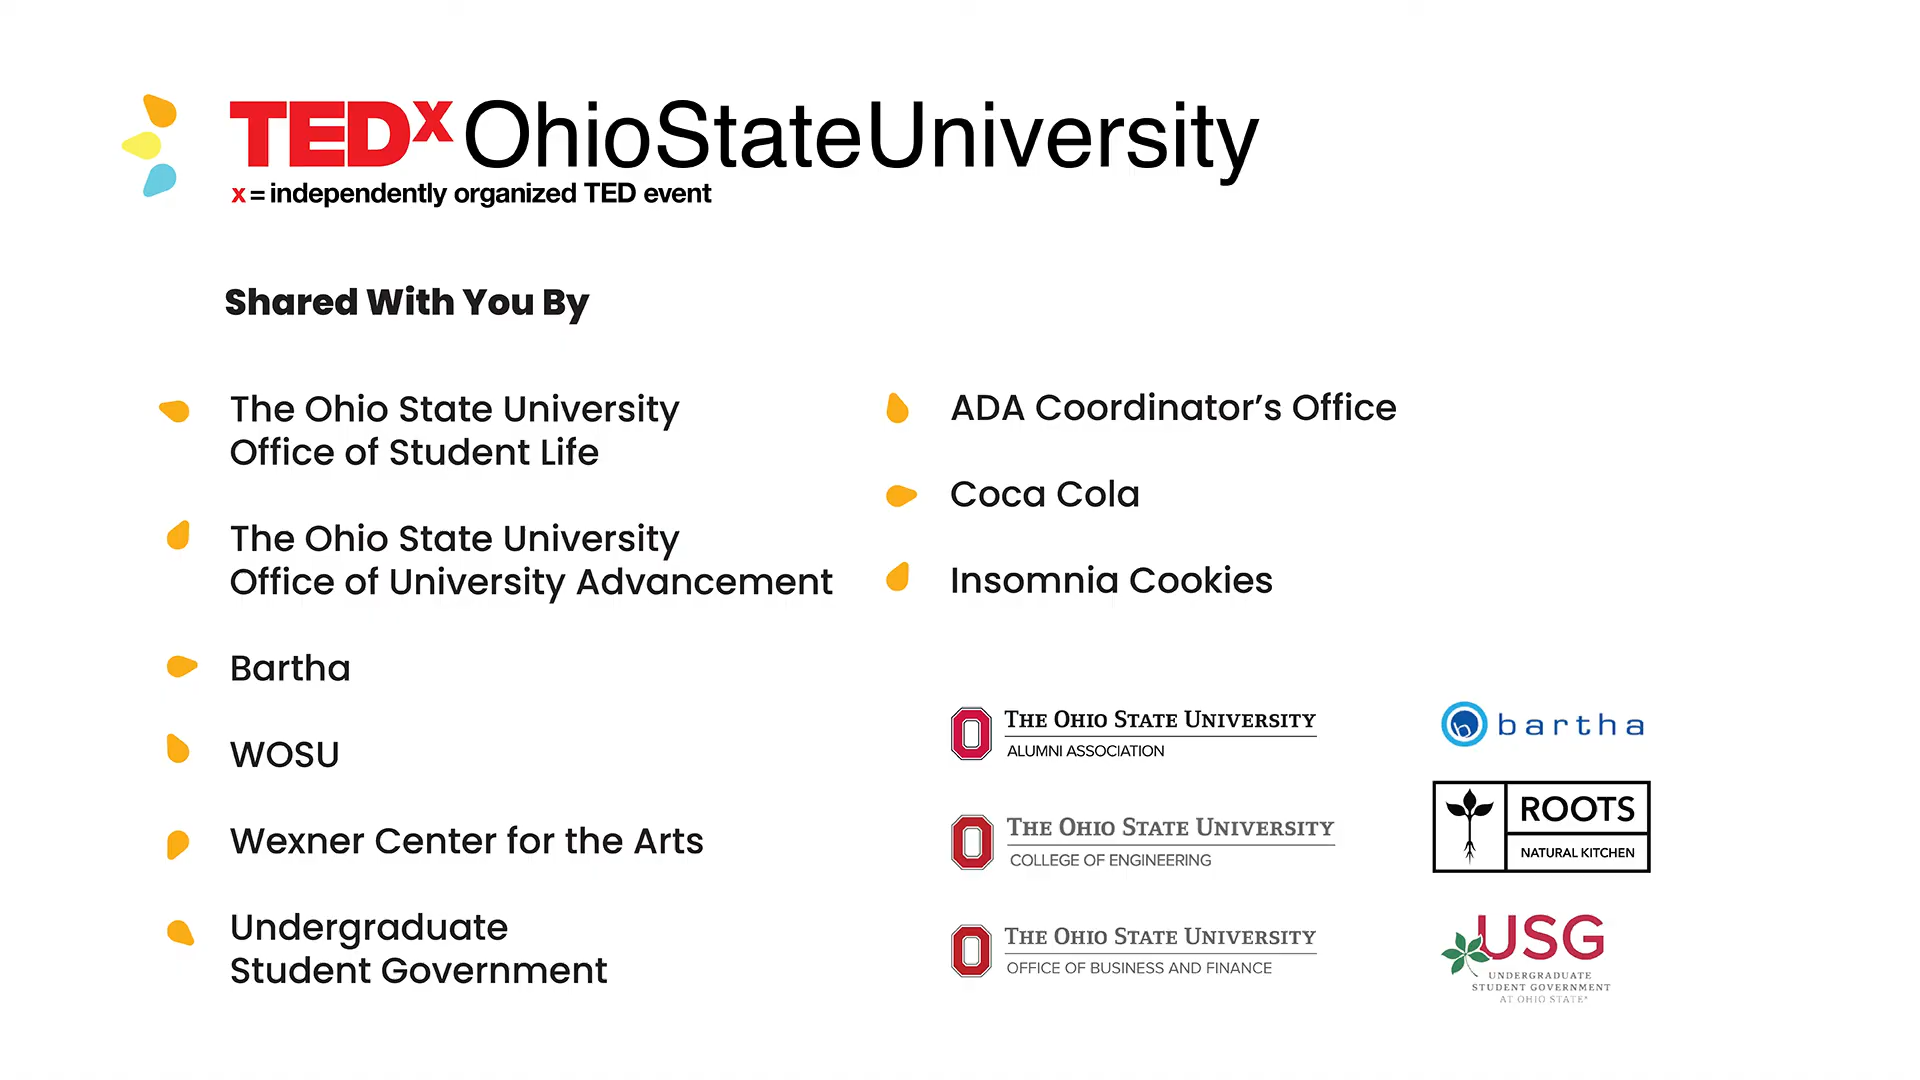 TEDxOhioStateUniversity
x = independently organized TED event
Shared With You By
The Ohio State University
Office of Student Life
The Ohio State University
Office of University Advancement
Bartha
WOSU
Wexner Center for the Arts
Undergraduate
Student Government
ADA Coordinator’s Office
Coca Cola
Insomnia Cookies
THE OHIO STATE UNIVERSITY
ALUMNI ASSOCIATION
THE OHIO STATE UNIVERSITY
COLLEGE OF ENGINEERING
THE OHIO STATE UNIVERSITY
OFFICE OF BUSINESS AND FINANCE
b bartha
ROOTS
NATURAL KITCHEN
USG
UNDERGRADUATE
STUDENT GOVERNMENT
AT OHIO STATE